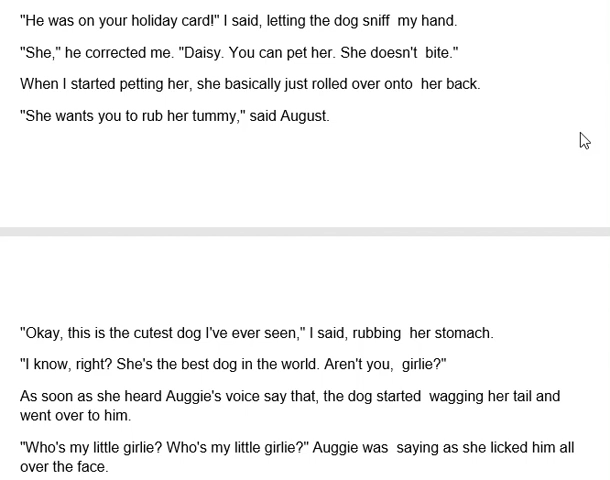 "He was on your holiday card!" I said, letting the dog sniff  my hand.
"She," he corrected me. "Daisy. You can pet her. She doesn't  bite."
When I started petting her, she basically just rolled over onto  her back.
"She wants you to rub her tummy," said August.
"Okay, this is the cutest dog I've ever seen," I said, rubbing  her stomach.
"I know, right? She's the best dog in the world. Aren't you,  girlie?"
As soon as she heard Auggie's voice say that, the dog started  wagging her tail and
went over to him.
"Who's my little girlie? Who's my little girlie?" Auggie was  saying as she licked him all
over the face.